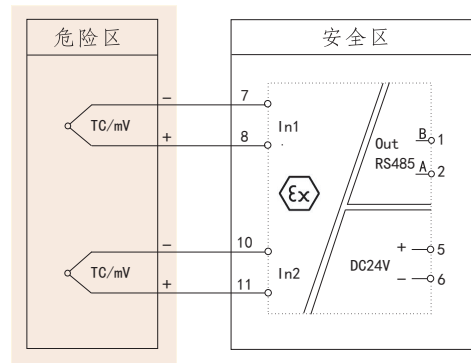 危险区
安全区
− 7
TC/mV
+ 8
In1
Out
RS485
B 1
A 2
εx
− 10
TC/mV
+ 11
In2
DC24V
+ 5
− 6